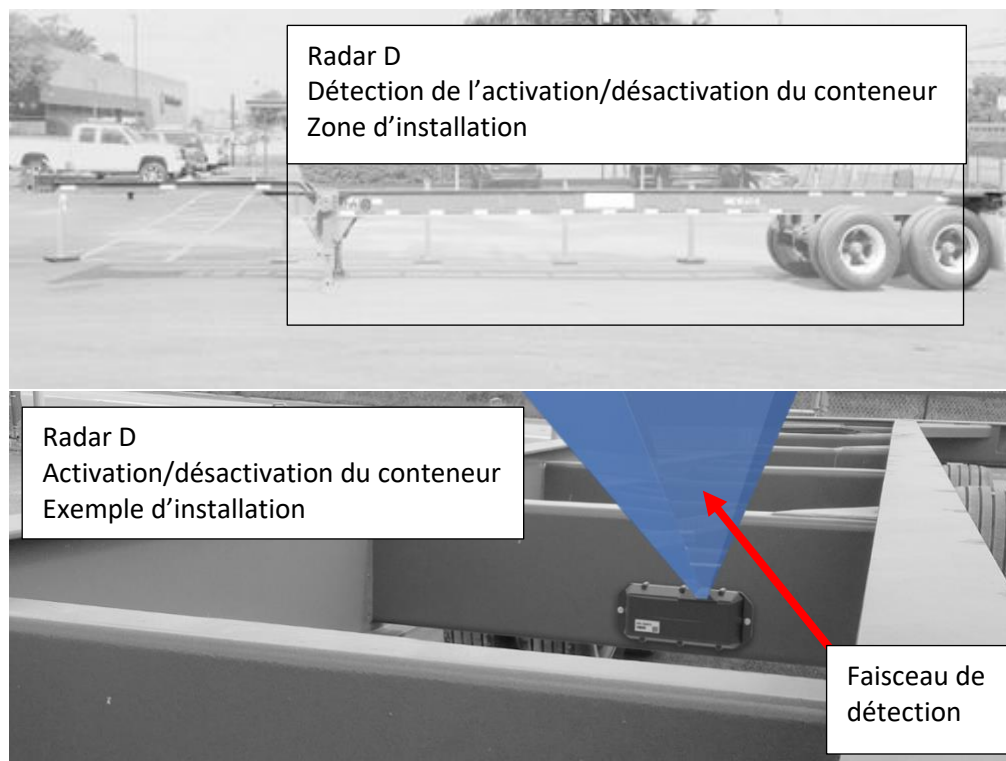 Radar D
Détection de l’activation/désactivation du conteneur
Zone d’installation
Radar D
Activation/désactivation du conteneur
Exemple d’installation
Faisceau de
détection